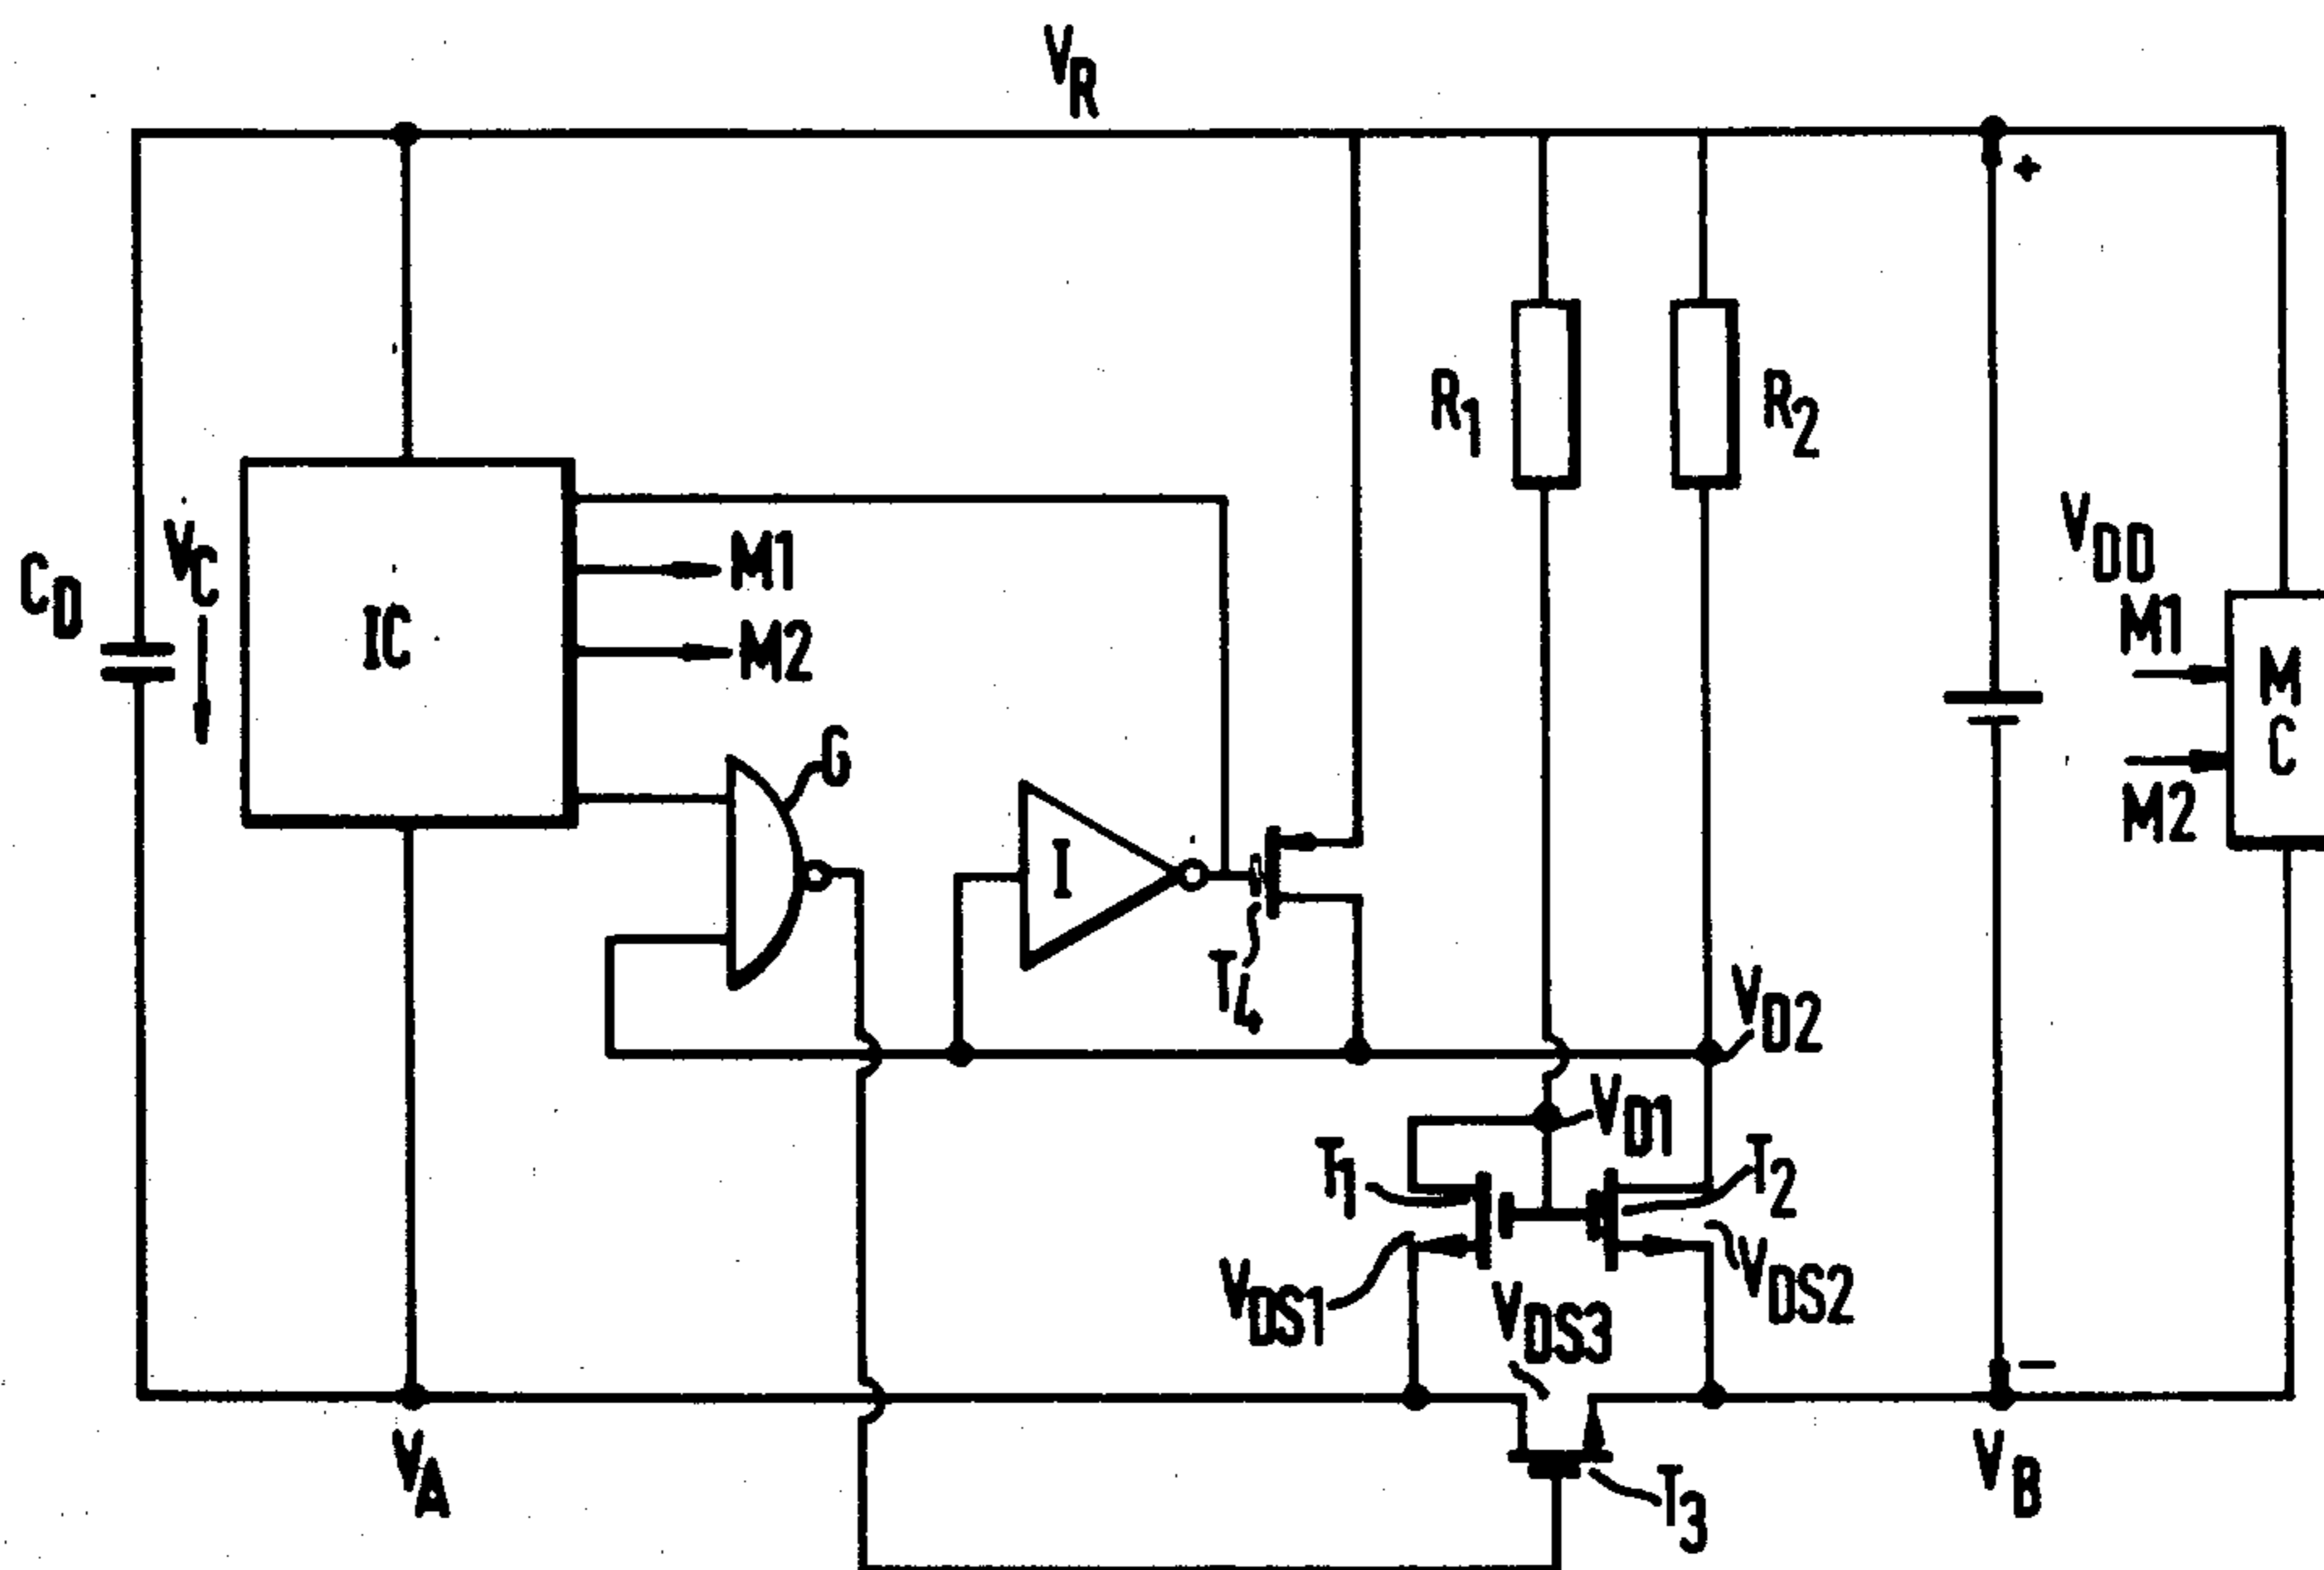 VR
+
R1
R2
CD
VC
IC
M1
M2
VDD
M1
M
C
M2
G
I
T4
VD2
VD1
T1
T2
VDS1
VDS3
VDS2
−
VA
VB
T3